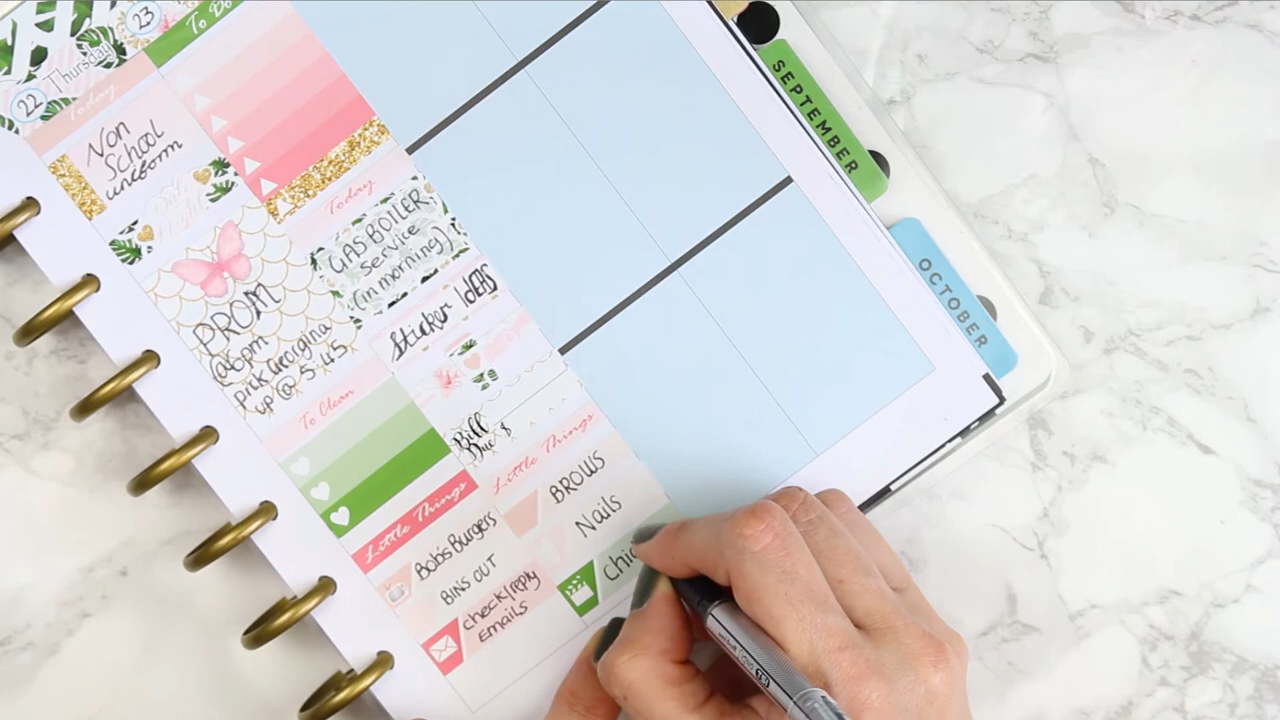 22 Thursday
Today
Non
School
uniform
PROM
@6pm
pick Georgina
up @ 5:45
To Clean
Little Things
Bob's Burgers
BINS OUT
check/reply
Emails
23
To Do
Today
GAS BOILER
Service
(in morning)
Sticker IdEAS
Bill
Due $
Little Things
BROWS
Nails
Chi
SEPTEMBER
OCTOBER